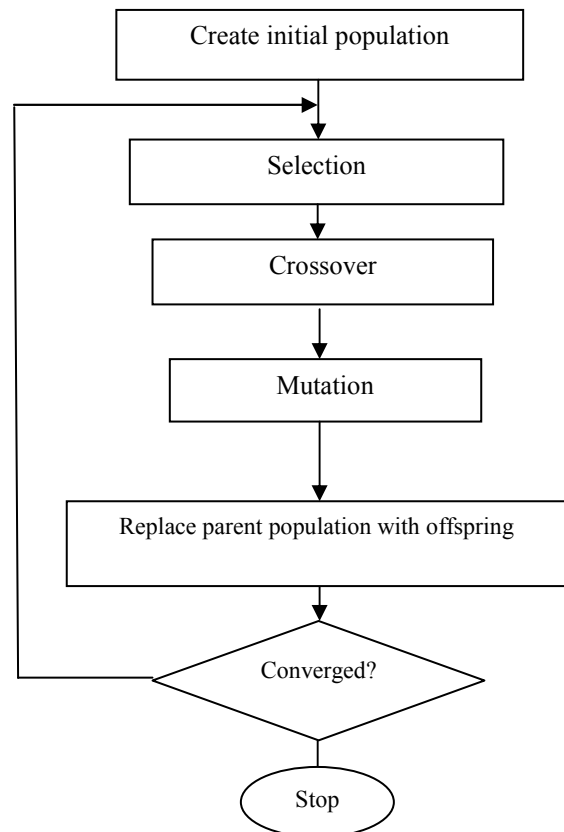 Create initial population
Selection
Crossover
Mutation
Replace parent population with offspring
Converged?
Stop